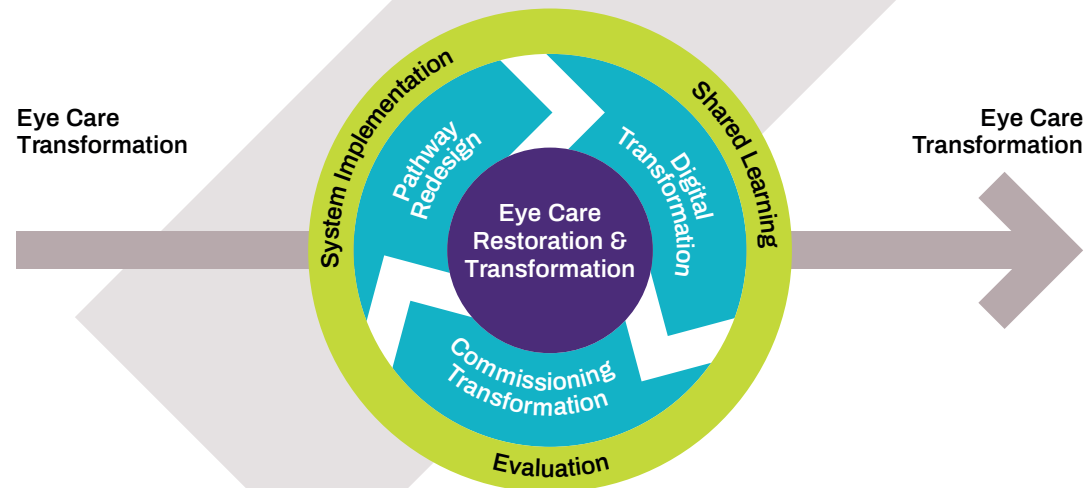 Eye Care
Transformation
System Implementation
Shared Learning
Eye Care
Transformation
Pathway
Redesign
Digital
Transformation
Eye Care
Restoration &
Transformation
Commissioning
Transformation
Evaluation